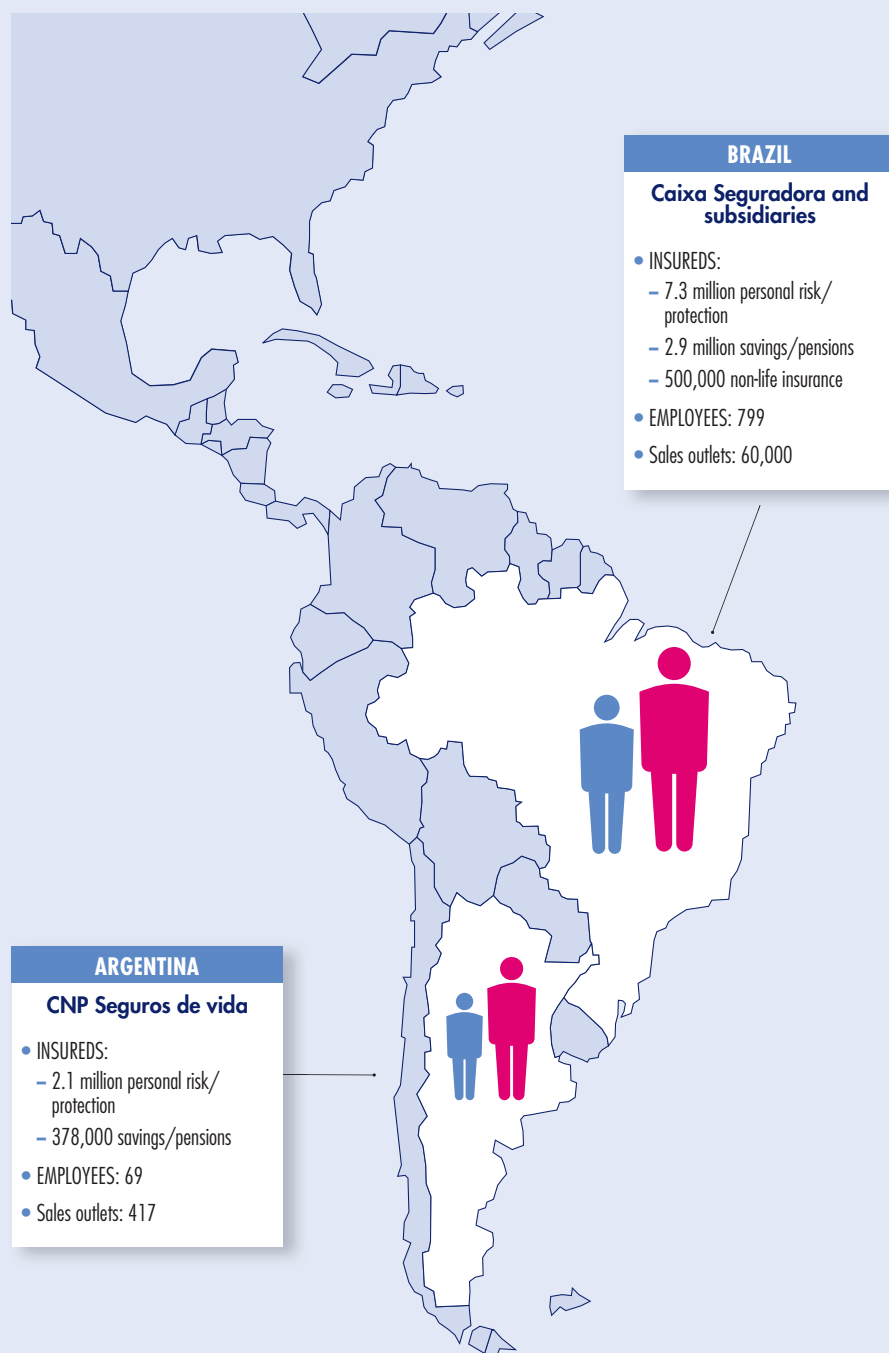 BRAZIL
Caixa Seguradora and
subsidiaries
• INSUREDS:
– 7.3 million personal risk/
protection
– 2.9 million savings/pensions
– 500,000 non-life insurance
• EMPLOYEES: 799
• Sales outlets: 60,000
ARGENTINA
CNP Seguros de vida
• INSUREDS:
– 2.1 million personal risk/
protection
– 378,000 savings/pensions
• EMPLOYEES: 69
• Sales outlets: 417